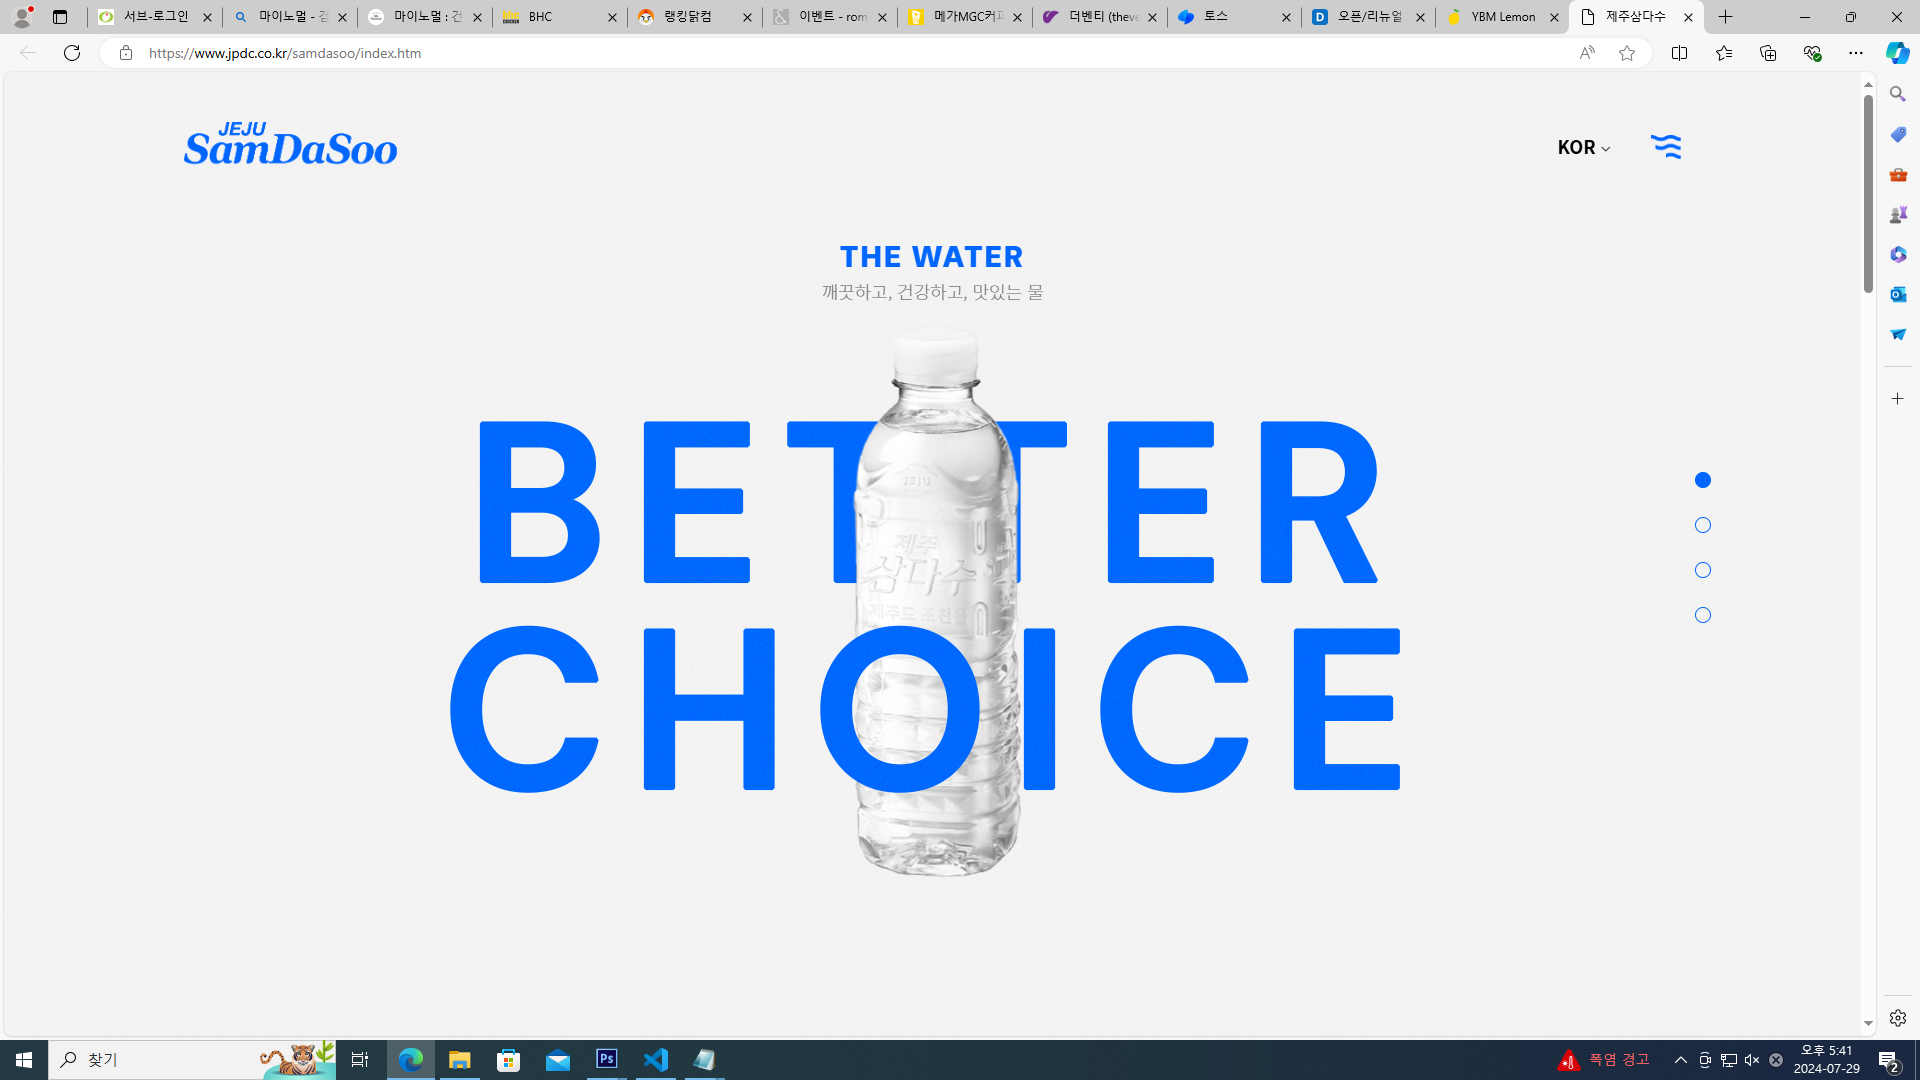 서브-로그인
마이노멀 - 검
마이노멀 : 건
BHC
랭킹닭컴
이벤트 - rom
메가MGC커피
더벤티 (theve
토스
오픈/리뉴얼
YBM Lemon
제주삼다수
https://www.jpdc.co.kr/samdasoo/index.htm
JEJU
SamDaSoo
KOR
THE WATER
깨끗하고, 건강하고, 맛있는 물
BETTER
JEJU
제주
삼다수
제주도 조천읍
CHOICE
찾기
Ps
폭염 경고
오후 5:41
2024-07-29
2